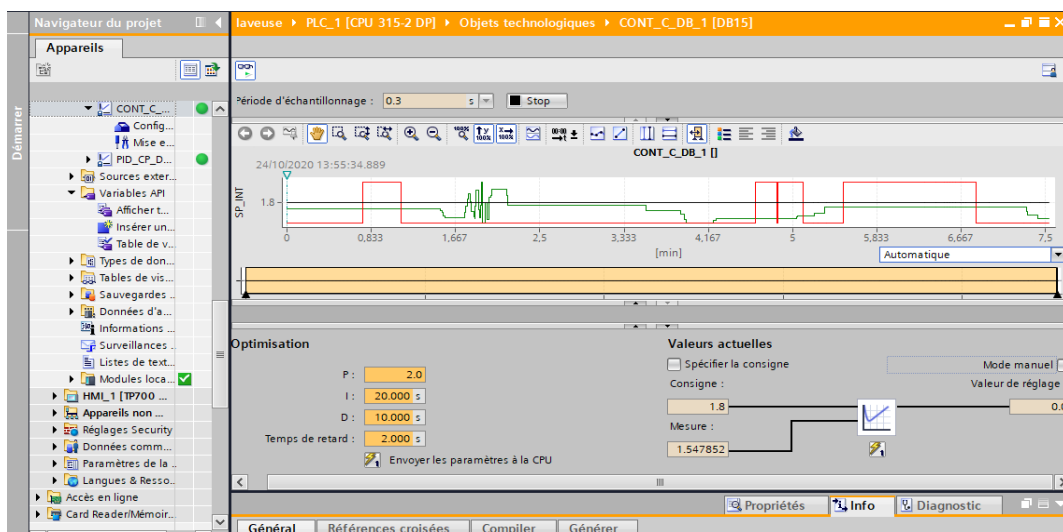 Navigateur du projet
laveuse ▸ PLC_1 [CPU 315-2 DP] ▸ Objets technologiques ▸ CONT_C_DB_1 [DB15]
Appareils
Démarrer
CONT_C_...
Config...
Mise e...
PID_CP_D...
Sources exter...
Variables API
Afficher t...
Insérer un...
Table de v...
Types de don...
Tables de vis...
Sauvegardes ..
Données d'a...
Informations ...
Surveillances ...
Listes de text...
Modules loca...
HMI_1 [TP700 ...
Appareils non ...
Réglages Security
Données comm...
Paramètres de la ..
Langues & Resso..
Accès en ligne
Card Reader/Mémoir...
Période d'échantillonnage : 0.3 s Stop
CONT_C_DB_1 []
24/10/2020 13:55:34.889
SP_INT
1.8
0 0,833 1,667 2,5 3,333 4,167 5 5,833 6,667 7,5
[min]
Automatique
Optimisation
P : 2.0
I : 20.000 s
D : 10.000 s
Temps de retard : 2.000 s
Envoyer les paramètres à la CPU
Valeurs actuelles
Spécifier la consigne
Mode manuel
Consigne :
Valeur de réglage
1.8
0.0
Mesure :
1.547852
Propriétés Info Diagnostic
Général Références croisées Compiler Générer